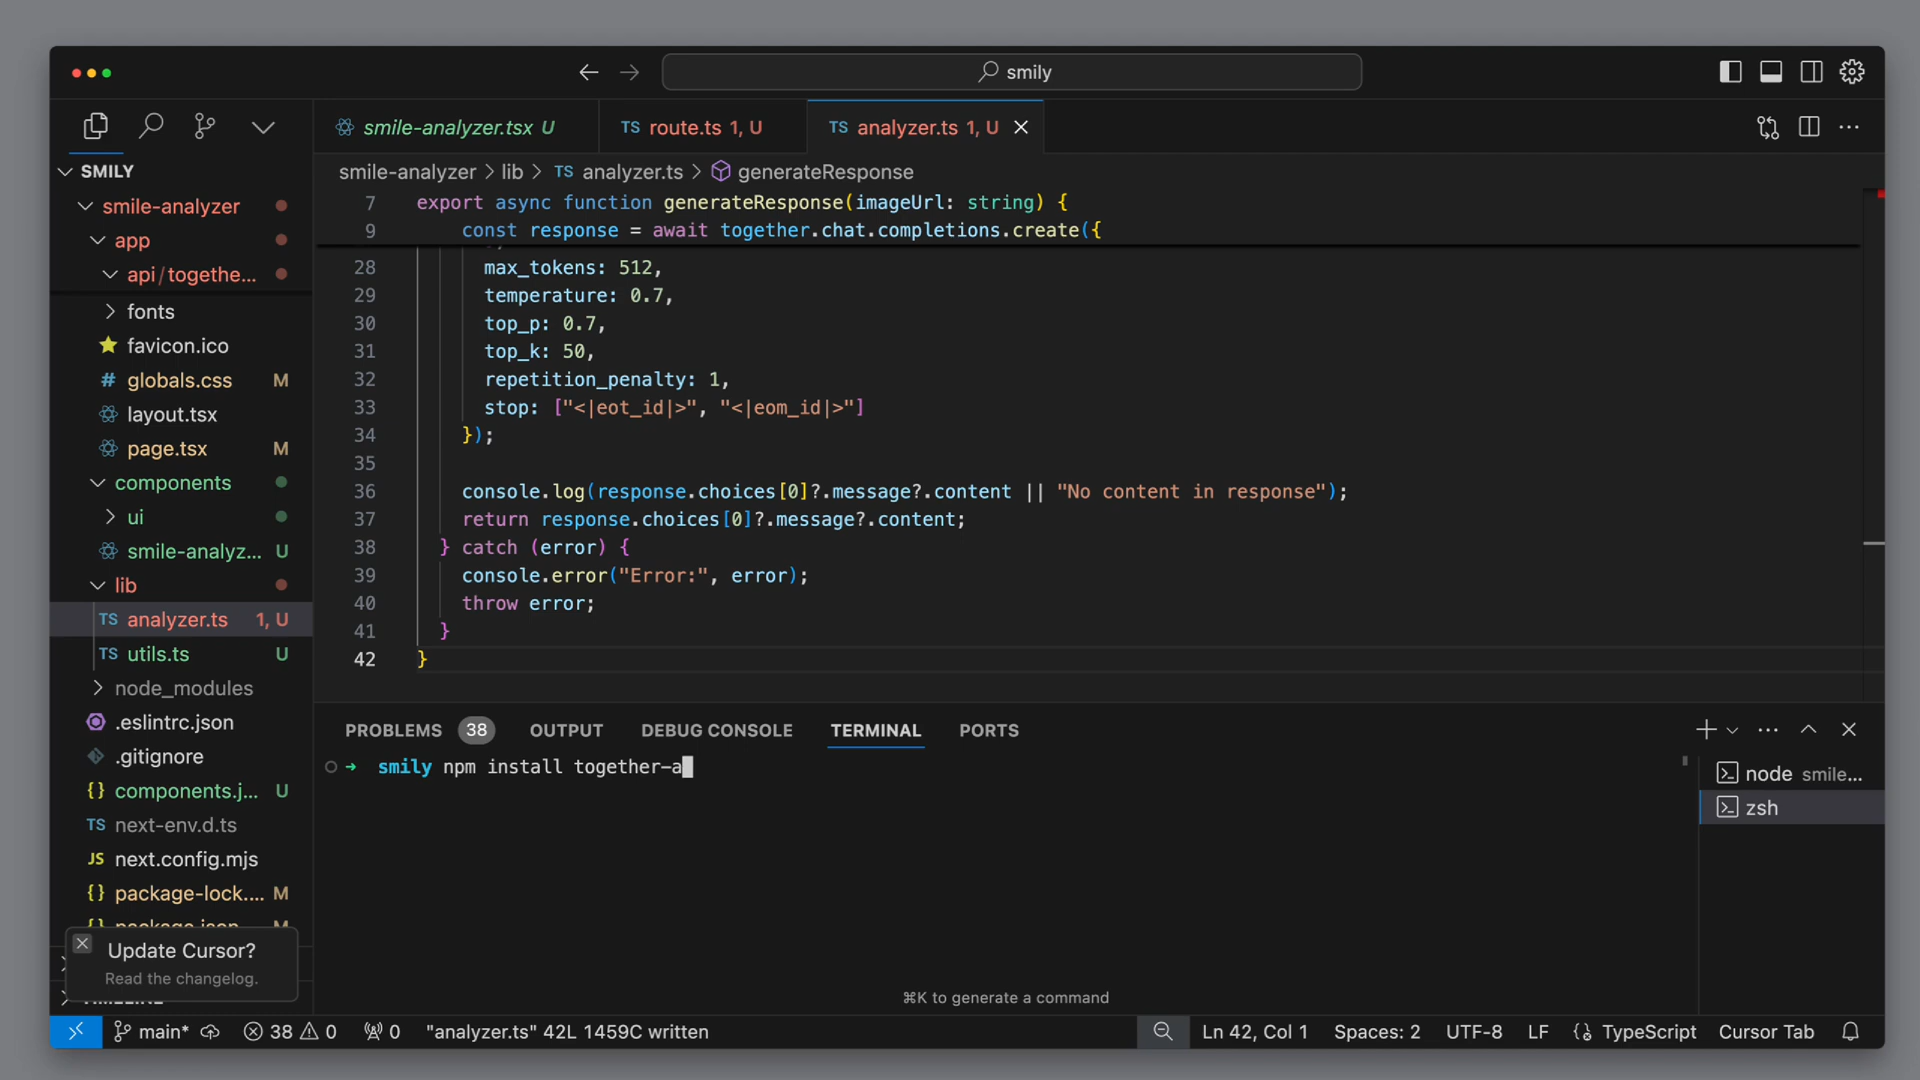 smily
smile-analyzer.tsx U
TS route.ts 1, U
TS analyzer.ts 1, U
SMILY
smile-analyzer
app
api/togethe...
fonts
favicon.ico
# globals.css M
layout.tsx
page.tsx M
components
ui
smile-analyz... U
lib
TS analyzer.ts 1, U
TS utils.ts U
node_modules
.eslintrc.json
.gitignore
{} components.j... U
TS next-env.d.ts
JS next.config.mjs
{} package-lock.... M
Update Cursor?
Read the changelog.
smile-analyzer > lib > TS analyzer.ts > generateResponse
7 export async function generateResponse(imageUrl: string) {
9 const response = await together.chat.completions.create({
28 max_tokens: 512,
29 temperature: 0.7,
30 top_p: 0.7,
31 top_k: 50,
32 repetition_penalty: 1,
33 stop: ["<|eot_id|>", "<|eom_id|>"]
34 });
35
36 console.log(response.choices[0]?.message?.content || "No content in response");
37 return response.choices[0]?.message?.content;
38 } catch (error) {
39 console.error("Error:", error);
40 throw error;
41 }
42 }
PROBLEMS 38 OUTPUT DEBUG CONSOLE TERMINAL PORTS
smily npm install together-a
node smile...
zsh
⌘K to generate a command
main* 38 0 0 "analyzer.ts" 42L 1459C written Ln 42, Col 1 Spaces: 2 UTF-8 LF TypeScript Cursor Tab